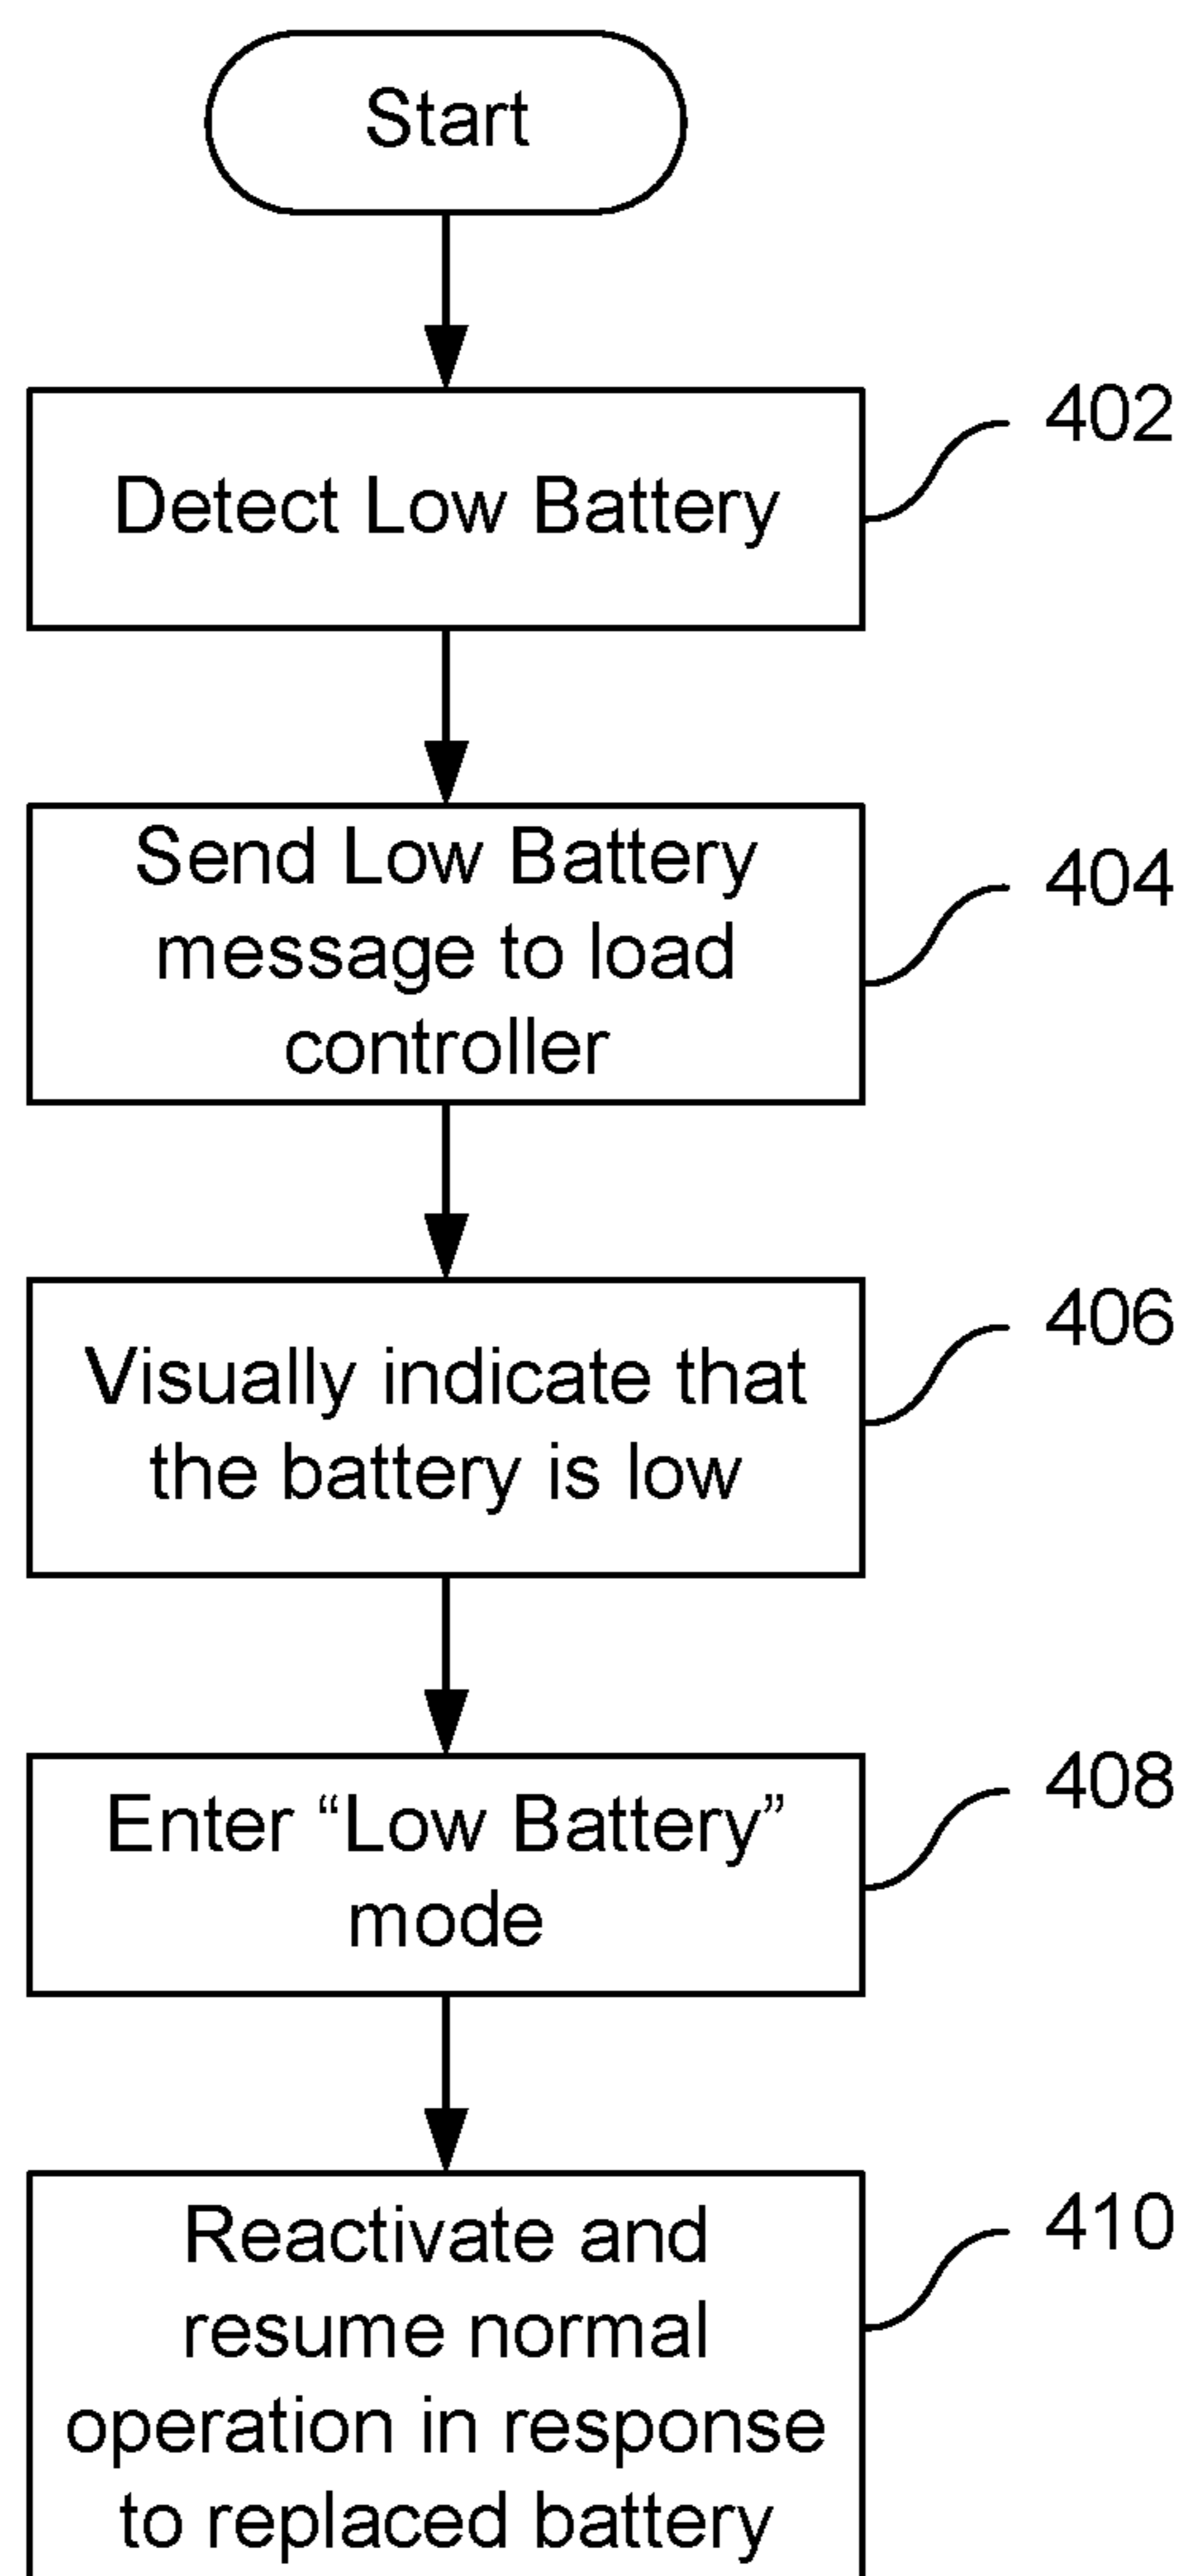 Start
Detect Low Battery
402
Send Low Battery
message to load
controller
404
Visually indicate that
the battery is low
406
Enter “Low Battery”
mode
408
Reactivate and
resume normal
operation in response
to replaced battery
410